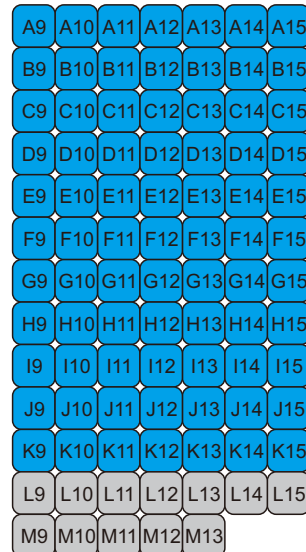 A9 A10 A11 A12 A13 A14 A15
B9 B10 B11 B12 B13 B14 B15
C9 C10 C11 C12 C13 C14 C15
D9 D10 D11 D12 D13 D14 D15
E9 E10 E11 E12 E13 E14 E15
F9 F10 F11 F12 F13 F14 F15
G9 G10 G11 G12 G13 G14 G15
H9 H10 H11 H12 H13 H14 H15
I9 I10 I11 I12 I13 I14 I15
J9 J10 J11 J12 J13 J14 J15
K9 K10 K11 K12 K13 K14 K15
L9 L10 L11 L12 L13 L14 L15
M9 M10 M11 M12 M13